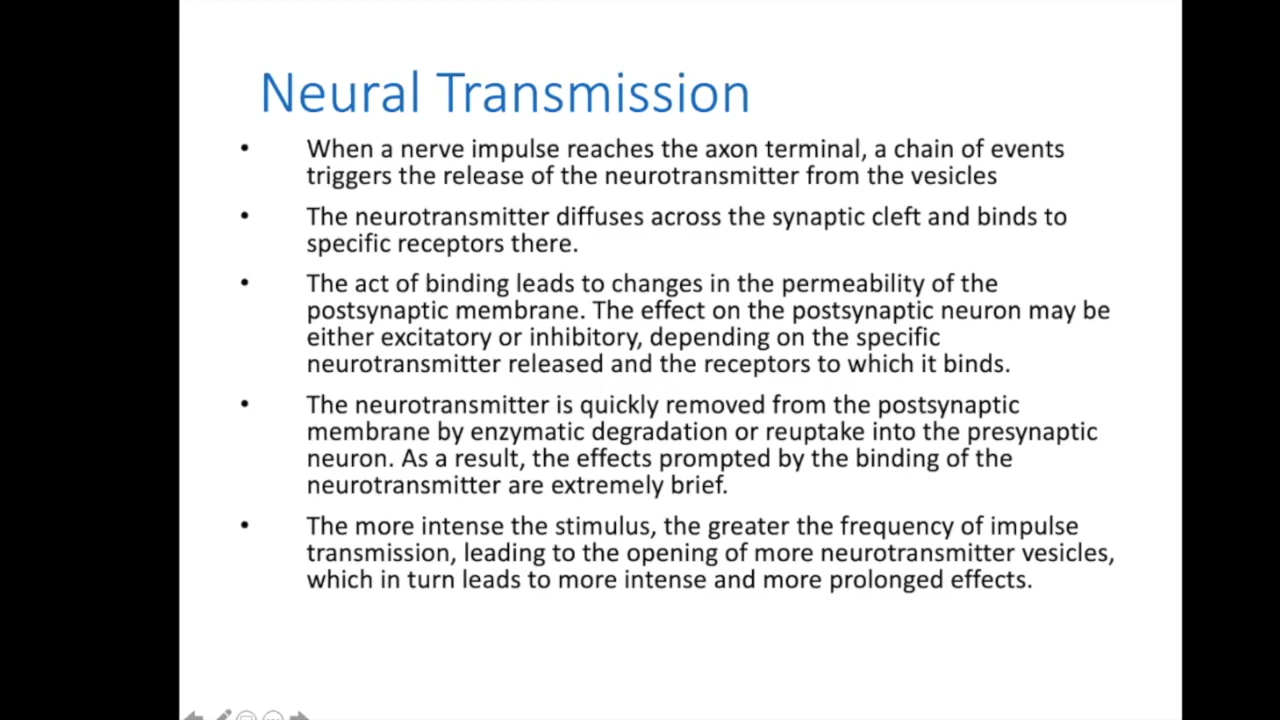 Neural Transmission
• When a nerve impulse reaches the axon terminal, a chain of events
triggers the release of the neurotransmitter from the vesicles
• The neurotransmitter diffuses across the synaptic cleft and binds to
specific receptors there.
• The act of binding leads to changes in the permeability of the
postsynaptic membrane. The effect on the postsynaptic neuron may be
either excitatory or inhibitory, depending on the specific
neurotransmitter released and the receptors to which it binds.
• The neurotransmitter is quickly removed from the postsynaptic
membrane by enzymatic degradation or reuptake into the presynaptic
neuron. As a result, the effects prompted by the binding of the
neurotransmitter are extremely brief.
• The more intense the stimulus, the greater the frequency of impulse
transmission, leading to the opening of more neurotransmitter vesicles,
which in turn leads to more intense and more prolonged effects.